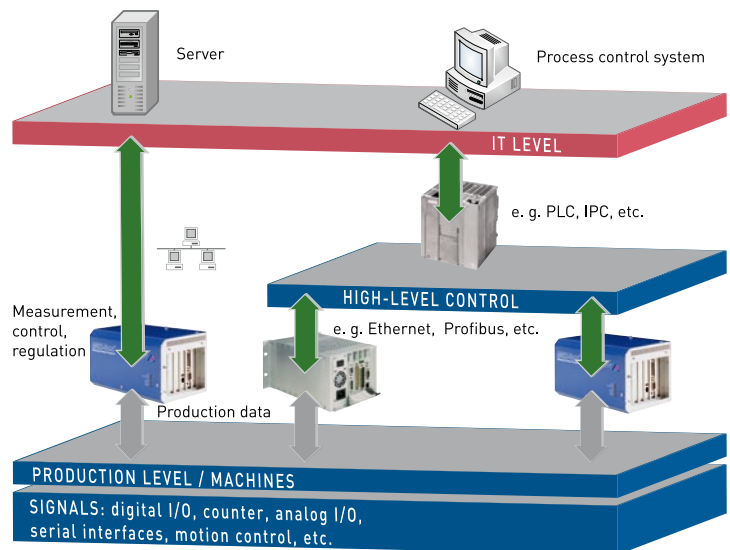 Server
Process control system
IT LEVEL
e. g. PLC, IPC, etc.
HIGH-LEVEL CONTROL
Measurement,
control,
regulation
e. g. Ethernet, Profibus, etc.
Production data
PRODUCTION LEVEL / MACHINES
SIGNALS: digital I/O, counter, analog I/O,
serial interfaces, motion control, etc.